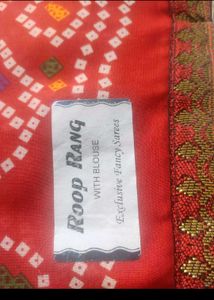 ROOP RANG
WITH BLOUSE
Exclusive Fancy Sarees